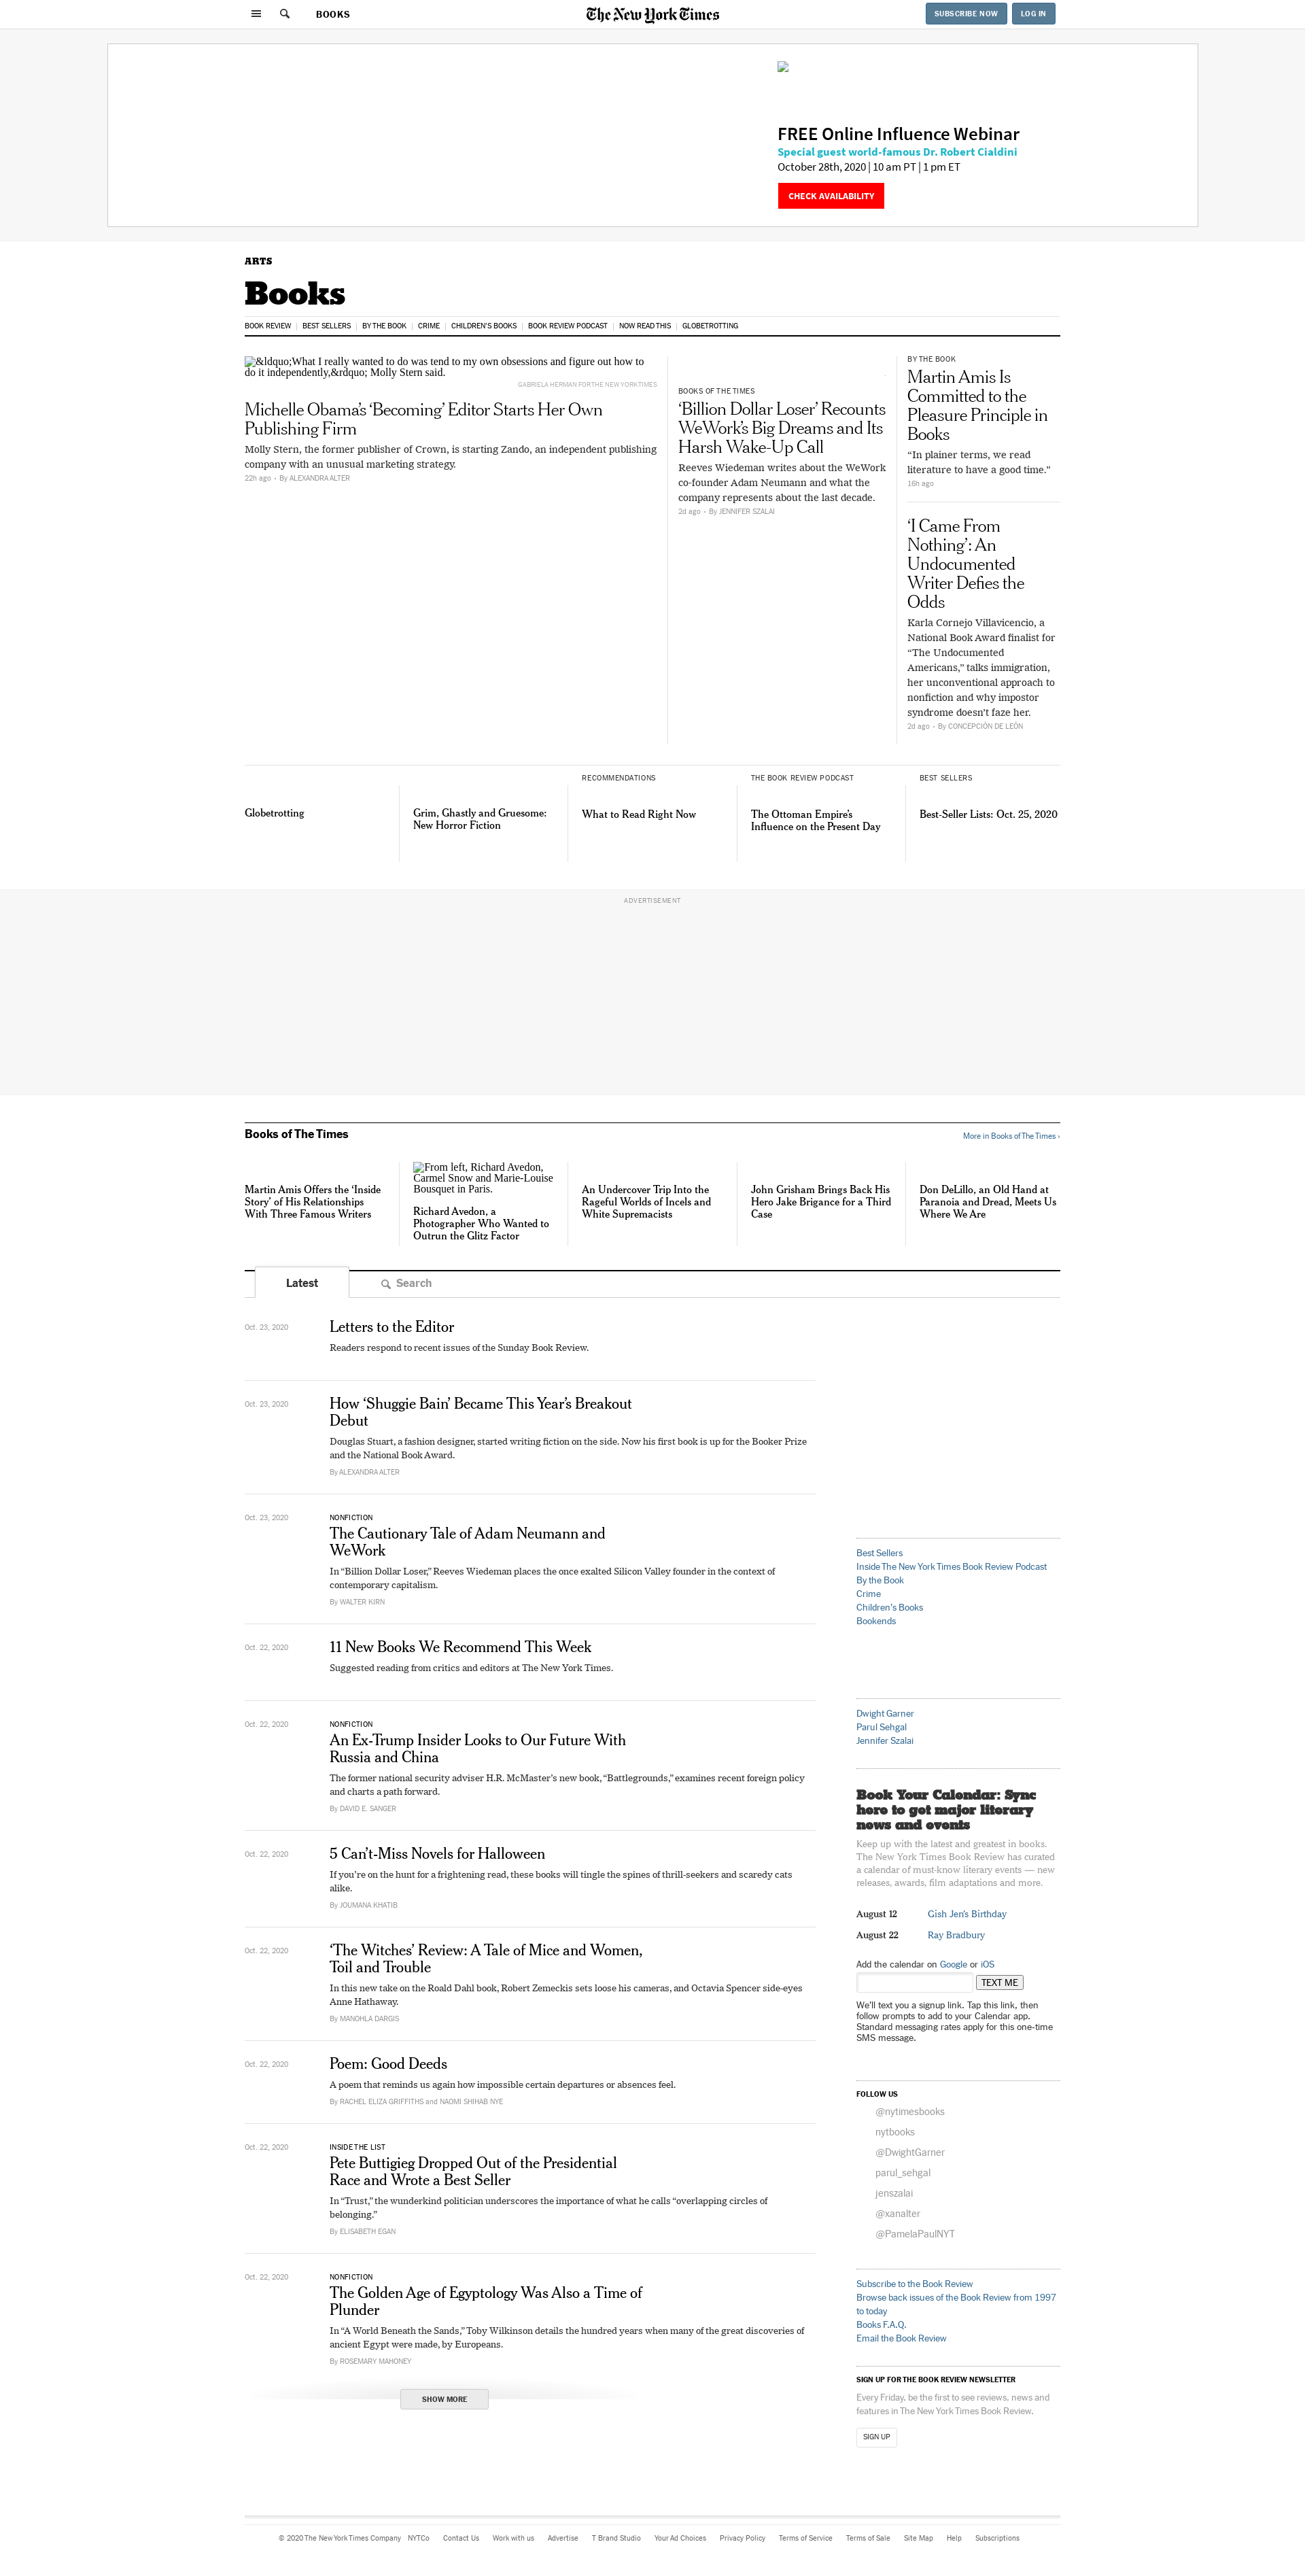 BOOKS
The New York Times
SUBSCRIBE NOW
LOG IN
FREE Online Influence Webinar
Special guest world-famous Dr. Robert Cialdini
October 28th, 2020 | 10 am PT | 1 pm ET
CHECK AVAILABILITY
ARTS
Books
BOOK REVIEW | BEST SELLERS | BY THE BOOK | CRIME | CHILDREN'S BOOKS | BOOK REVIEW PODCAST | NOW READ THIS | GLOBETROTTING
&ldquo;What I really wanted to do was tend to my own obsessions and figure out how to
do it independently,&rdquo; Molly Stern said.
GABRIELA HERMAN FOR THE NEW YORK TIMES
Michelle Obama's ‘Becoming’ Editor Starts Her Own
Publishing Firm
Molly Stern, the former publisher of Crown, is starting Zando, an independent publishing
company with an unusual marketing strategy.
22h ago · By ALEXANDRA ALTER
BOOKS OF THE TIMES
‘Billion Dollar Loser’ Recounts
WeWork's Big Dreams and Its
Harsh Wake-Up Call
Reeves Wiedeman writes about the WeWork
co-founder Adam Neumann and what the
company represents about the last decade.
2d ago · By JENNIFER SZALAI
BY THE BOOK
Martin Amis Is
Committed to the
Pleasure Principle in
Books
“In plainer terms, we read
literature to have a good time.”
16h ago
‘I Came From
Nothing’: An
Undocumented
Writer Defies the
Odds
Karla Cornejo Villavicencio, a
National Book Award finalist for
“The Undocumented
Americans,” talks immigration,
her unconventional approach to
nonfiction and why impostor
syndrome doesn't faze her.
2d ago · By CONCEPCIÓN DE LEÓN
Globetrotting
Grim, Ghastly and Gruesome:
New Horror Fiction
RECOMMENDATIONS
What to Read Right Now
THE BOOK REVIEW PODCAST
The Ottoman Empire's
Influence on the Present Day
BEST SELLERS
Best-Seller Lists: Oct. 25, 2020
ADVERTISEMENT
Books of The Times
More in Books of The Times ›
Martin Amis Offers the ‘Inside
Story’ of His Relationships
With Three Famous Writers
From left, Richard Avedon,
Carmel Snow and Marie-Louise
Bousquet in Paris.
Richard Avedon, a
Photographer Who Wanted to
Outrun the Glitz Factor
An Undercover Trip Into the
Rageful Worlds of Incels and
White Supremacists
John Grisham Brings Back His
Hero Jake Brigance for a Third
Case
Don DeLillo, an Old Hand at
Paranoia and Dread, Meets Us
Where We Are
Latest
Search
Oct. 23, 2020
Letters to the Editor
Readers respond to recent issues of the Sunday Book Review.
Oct. 23, 2020
How ‘Shuggie Bain’ Became This Year's Breakout
Debut
Douglas Stuart, a fashion designer, started writing fiction on the side. Now his first book is up for the Booker Prize
and the National Book Award.
By ALEXANDRA ALTER
Oct. 23, 2020
NONFICTION
The Cautionary Tale of Adam Neumann and
WeWork
In “Billion Dollar Loser,” Reeves Wiedeman places the once exalted Silicon Valley founder in the context of
contemporary capitalism.
By WALTER KIRN
Oct. 22, 2020
11 New Books We Recommend This Week
Suggested reading from critics and editors at The New York Times.
Oct. 22, 2020
NONFICTION
An Ex-Trump Insider Looks to Our Future With
Russia and China
The former national security adviser H.R. McMaster's new book, “Battlegrounds,” examines recent foreign policy
and charts a path forward.
By DAVID E. SANGER
Oct. 22, 2020
5 Can't-Miss Novels for Halloween
If you're on the hunt for a frightening read, these books will tingle the spines of thrill-seekers and scaredy cats
alike.
By JOUMANA KHATIB
Oct. 22, 2020
‘The Witches’ Review: A Tale of Mice and Women,
Toil and Trouble
In this new take on the Roald Dahl book, Robert Zemeckis sets loose his cameras, and Octavia Spencer side-eyes
Anne Hathaway.
By MANOHLA DARGIS
Oct. 22, 2020
Poem: Good Deeds
A poem that reminds us again how impossible certain departures or absences feel.
By RACHEL ELIZA GRIFFITHS and NAOMI SHIHAB NYE
Oct. 22, 2020
INSIDE THE LIST
Pete Buttigieg Dropped Out of the Presidential
Race and Wrote a Best Seller
In “Trust,” the wunderkind politician underscores the importance of what he calls “overlapping circles of
belonging.”
By ELISABETH EGAN
Oct. 22, 2020
NONFICTION
The Golden Age of Egyptology Was Also a Time of
Plunder
In “A World Beneath the Sands,” Toby Wilkinson details the hundred years when many of the great discoveries of
ancient Egypt were made, by Europeans.
By ROSEMARY MAHONEY
SHOW MORE
Best Sellers
Inside The New York Times Book Review Podcast
By the Book
Crime
Children's Books
Bookends
Dwight Garner
Parul Sehgal
Jennifer Szalai
Book Your Calendar: Sync
here to get major literary
news and events
Keep up with the latest and greatest in books.
The New York Times Book Review has curated
a calendar of must-know literary events — new
releases, awards, film adaptations and more.
August 12 Gish Jen's Birthday
August 22 Ray Bradbury
Add the calendar on Google or iOS
TEXT ME
We'll text you a signup link. Tap this link, then
follow prompts to add to your Calendar app.
Standard messaging rates apply for this one-time
SMS message.
FOLLOW US
@nytimesbooks
nytbooks
@DwightGarner
parul_sehgal
jenszalai
@xanalter
@PamelaPaulNYT
Subscribe to the Book Review
Browse back issues of the Book Review from 1997
to today
Books F.A.Q.
Email the Book Review
SIGN UP FOR THE BOOK REVIEW NEWSLETTER
Every Friday, be the first to see reviews, news and
features in The New York Times Book Review.
SIGN UP
© 2020 The New York Times Company NYTCo Contact Us Work with us Advertise T Brand Studio Your Ad Choices Privacy Policy Terms of Service Terms of Sale Site Map Help Subscriptions